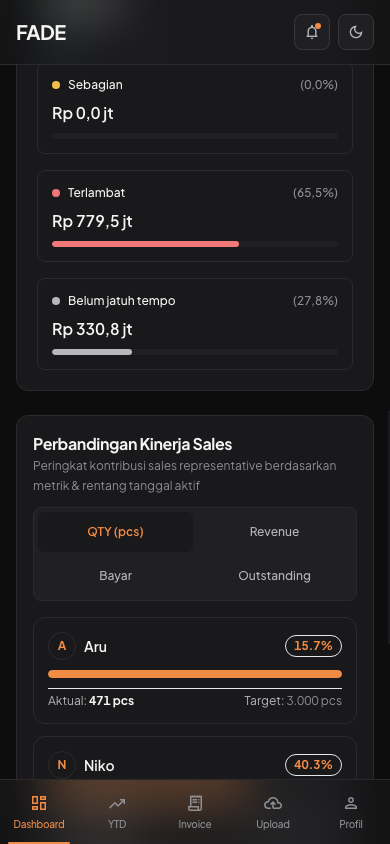 FADE
Sebagian (0,0%)
Rp 0,0 jt
Terlambat (65,5%)
Rp 779,5 jt
Belum jatuh tempo (27,8%)
Rp 330,8 jt
Perbandingan Kinerja Sales
Peringkat kontribusi sales representative berdasarkan
metrik & rentang tanggal aktif
QTY (pcs) Revenue
Bayar Outstanding
A Aru 15.7%
Aktual: 471 pcs Target: 3.000 pcs
N Niko 40.3%
Dashboard YTD Invoice Upload Profil